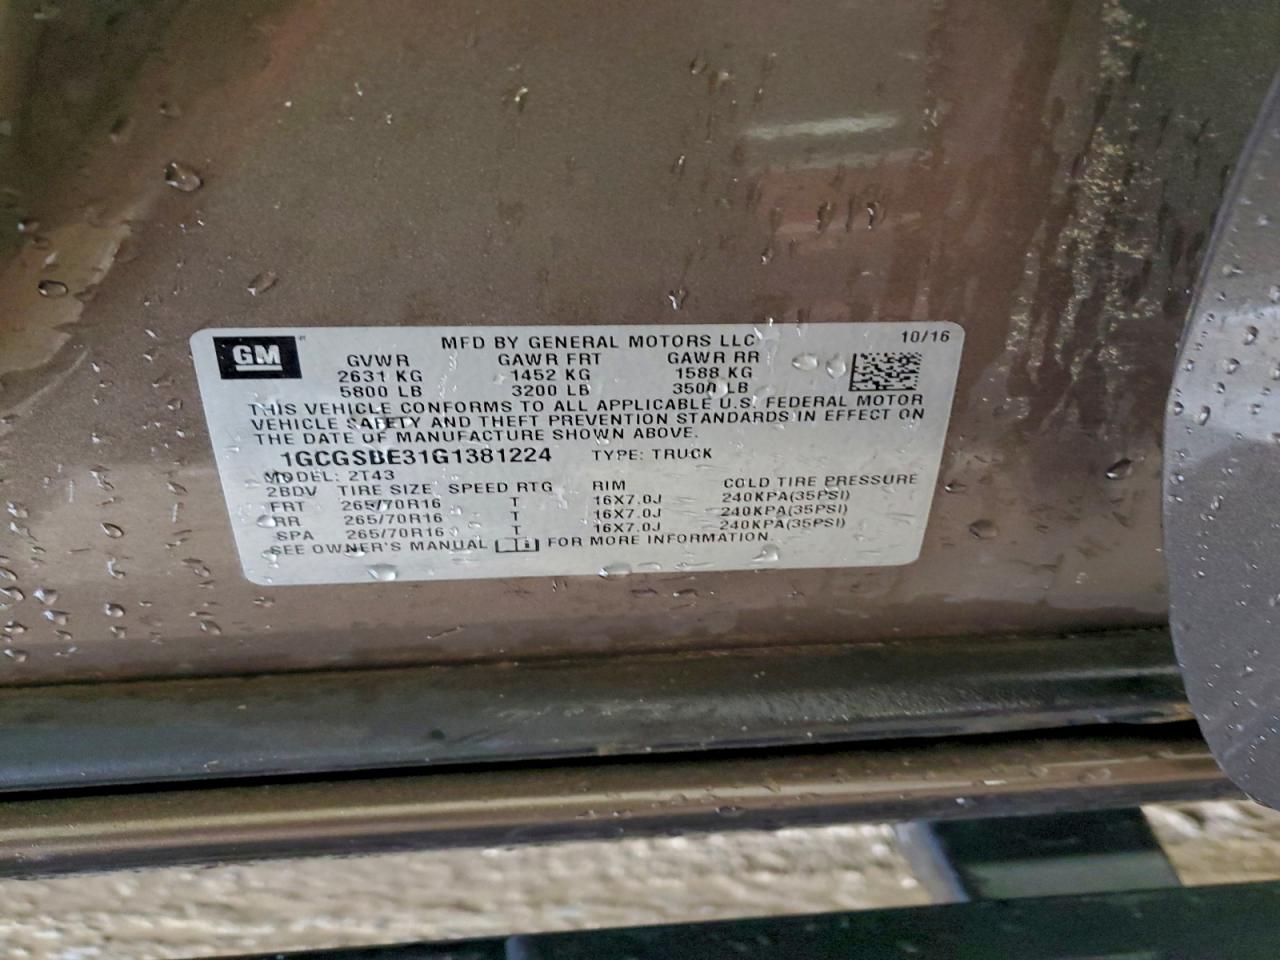 GM
MFD BY GENERAL MOTORS LLC 10/16
GVWR GAWR FRT GAWR RR
2631 KG 1452 KG 1588 KG
5800 LB 3200 LB 3500 LB
THIS VEHICLE CONFORMS TO ALL APPLICABLE U.S. FEDERAL MOTOR
VEHICLE SAFETY AND THEFT PREVENTION STANDARDS IN EFFECT ON
THE DATE OF MANUFACTURE SHOWN ABOVE.
1GCGSBE31G1381224 TYPE: TRUCK
MODEL: 2T43
2BDV TIRE SIZE SPEED RTG RIM COLD TIRE PRESSURE
FRT 265/70R16 T 16X7.0J 240KPA(35PSI)
RR 265/70R16 T 16X7.0J 240KPA(35PSI)
SPA 265/70R16 T 16X7.0J 240KPA(35PSI)
SEE OWNER'S MANUAL FOR MORE INFORMATION.